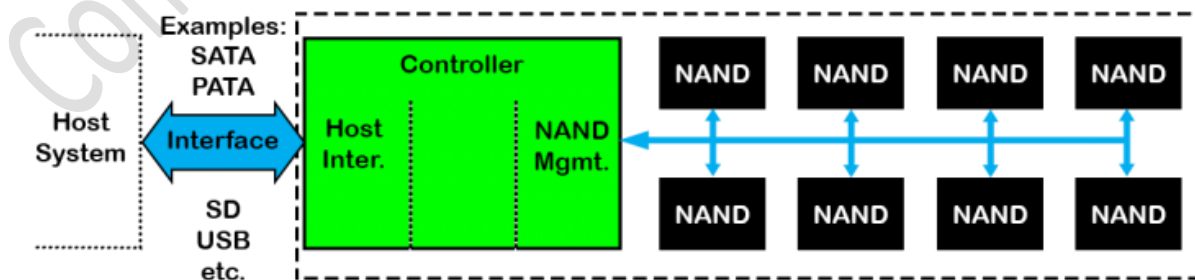 Examples:
SATA
PATA
Host
System
Interface
SD
USB
etc.
Controller
Host
Inter.
NAND
Mgmt.
NAND NAND NAND NAND
NAND NAND NAND NAND